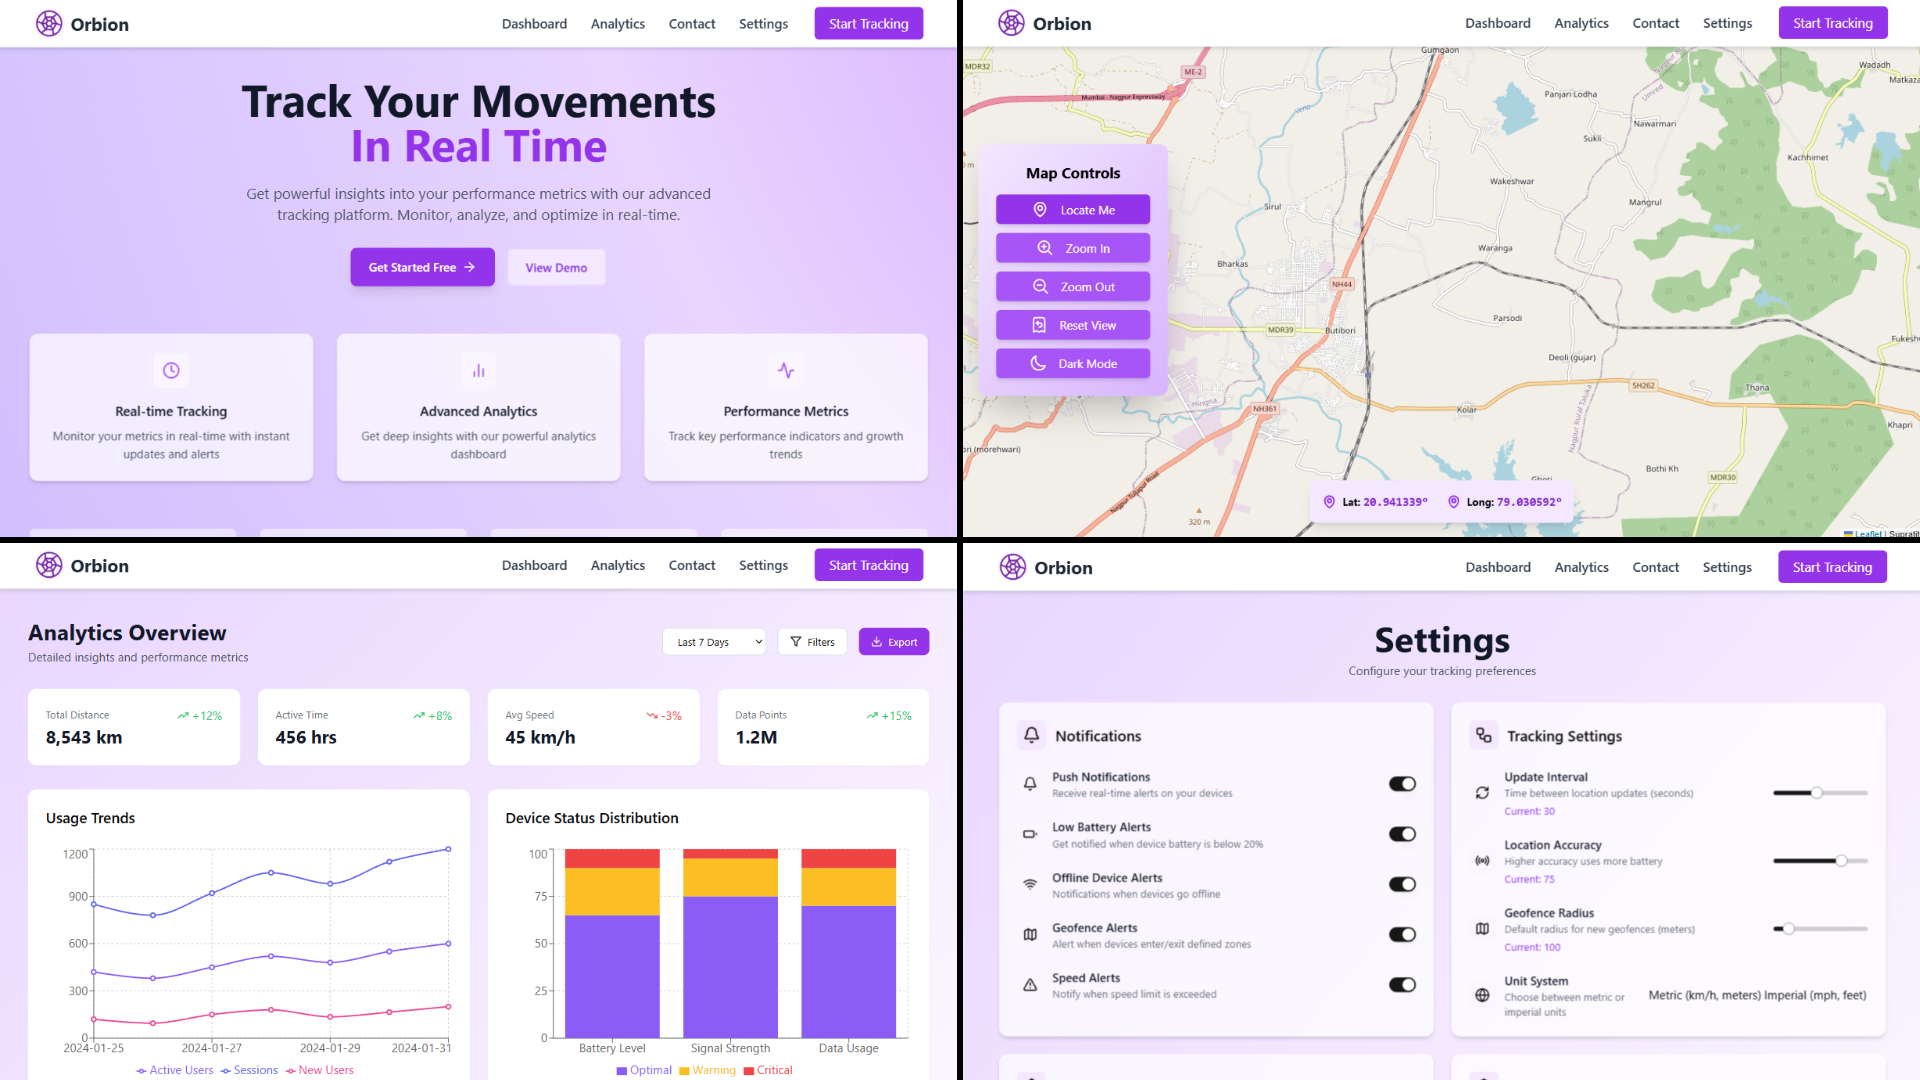 Orbion
Dashboard Analytics Contact Settings Start Tracking
Track Your Movements
In Real Time
Get powerful insights into your performance metrics with our advanced
tracking platform. Monitor, analyze, and optimize in real-time.
Get Started Free
View Demo
Real-time Tracking
Monitor your metrics in real-time with instant
updates and alerts
Advanced Analytics
Get deep insights with our powerful analytics
dashboard
Performance Metrics
Track key performance indicators and growth
trends
Orbion
Dashboard Analytics Contact Settings Start Tracking
Gumgaon
MDR32
ME-2
Wadadh
Matkaza
Umred
Panjari Lodha
Mumbai - Nagpur Expressway
Vena
Nawarmari
Sukli
Kachhimet
Wakeshwar
Mangrul
Sirul
Waranga
Bharkas
NH44
Parsodi
MDR39
Butibori
Fukesh
Deoli (gujar)
SH262
Thana
Hingna
NH361
Kolar
Nagpur Rural Taluka
Khapri
ori (morehwari)
Bothi Kh
MDR30
Nagpur Tuljapur Road
320 m
Map Controls
Locate Me
Zoom In
Zoom Out
Reset View
Dark Mode
Lat: 20.941339° Long: 79.030592°
Leaflet | Suprafil
Orbion
Dashboard Analytics Contact Settings Start Tracking
Analytics Overview
Detailed insights and performance metrics
Last 7 Days
Filters
Export
Total Distance +12%
8,543 km
Active Time +8%
456 hrs
Avg Speed -3%
45 km/h
Data Points +15%
1.2M
Usage Trends
1200
900
600
300
0
2024-01-25 2024-01-27 2024-01-29 2024-01-31
Active Users Sessions New Users
Device Status Distribution
100
75
50
25
0
Battery Level Signal Strength Data Usage
Optimal Warning Critical
Orbion
Dashboard Analytics Contact Settings Start Tracking
Settings
Configure your tracking preferences
Notifications
Push Notifications
Receive real-time alerts on your devices
Low Battery Alerts
Get notified when device battery is below 20%
Offline Device Alerts
Notifications when devices go offline
Geofence Alerts
Alert when devices enter/exit defined zones
Speed Alerts
Notify when speed limit is exceeded
Tracking Settings
Update Interval
Time between location updates (seconds)
Current: 30
Location Accuracy
Higher accuracy uses more battery
Current: 75
Geofence Radius
Default radius for new geofences (meters)
Current: 100
Unit System
Choose between metric or
imperial units
Metric (km/h, meters) Imperial (mph, feet)